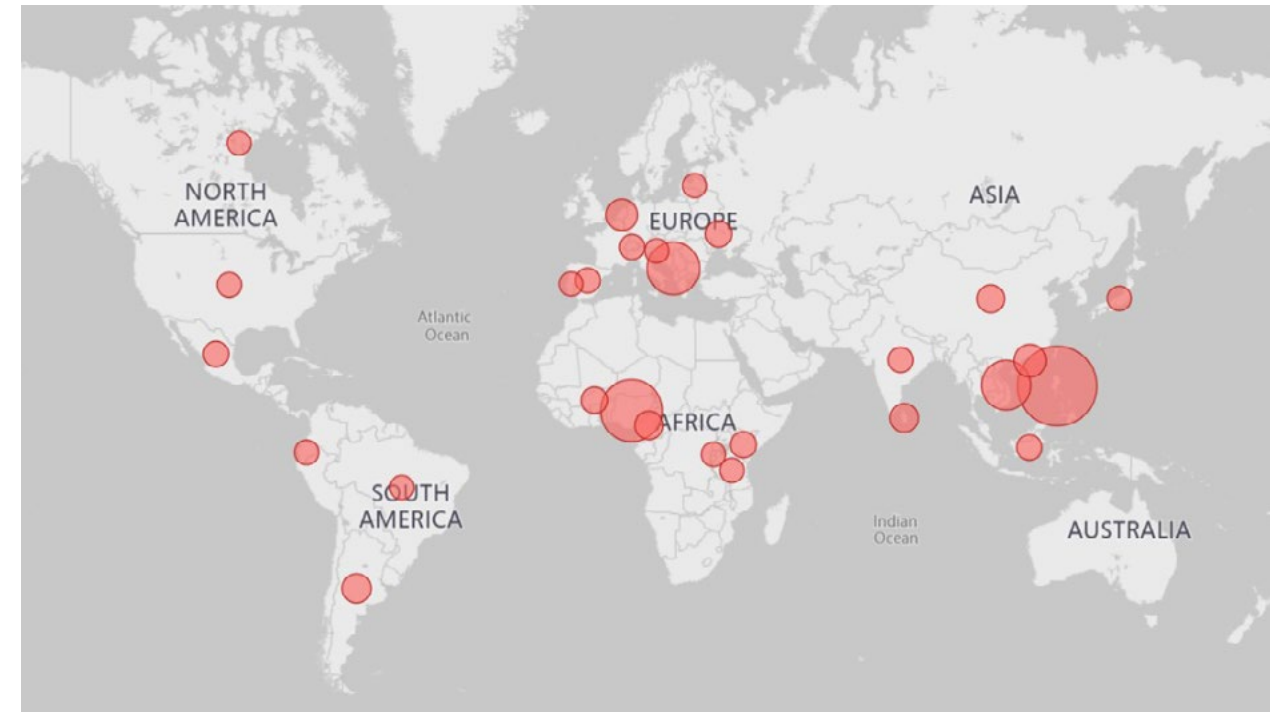 NORTH
AMERICA
ASIA
EUROPE
Atlantic
Ocean
AFRICA
SOUTH
AMERICA
Indian
Ocean
AUSTRALIA